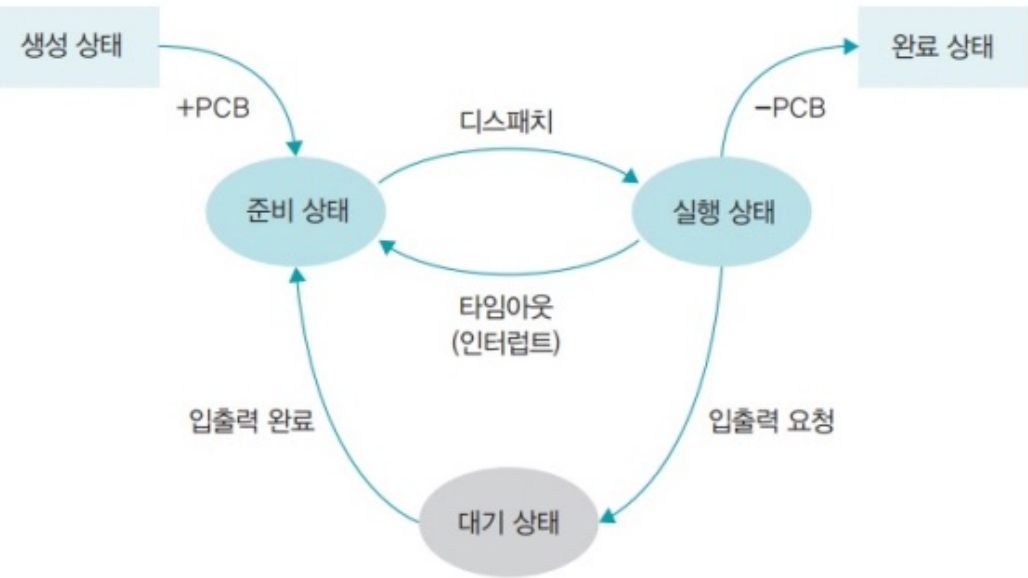 생성 상태
완료 상태
+PCB
–PCB
디스패치
준비 상태
실행 상태
타임아웃
(인터럽트)
입출력 완료
입출력 요청
대기 상태